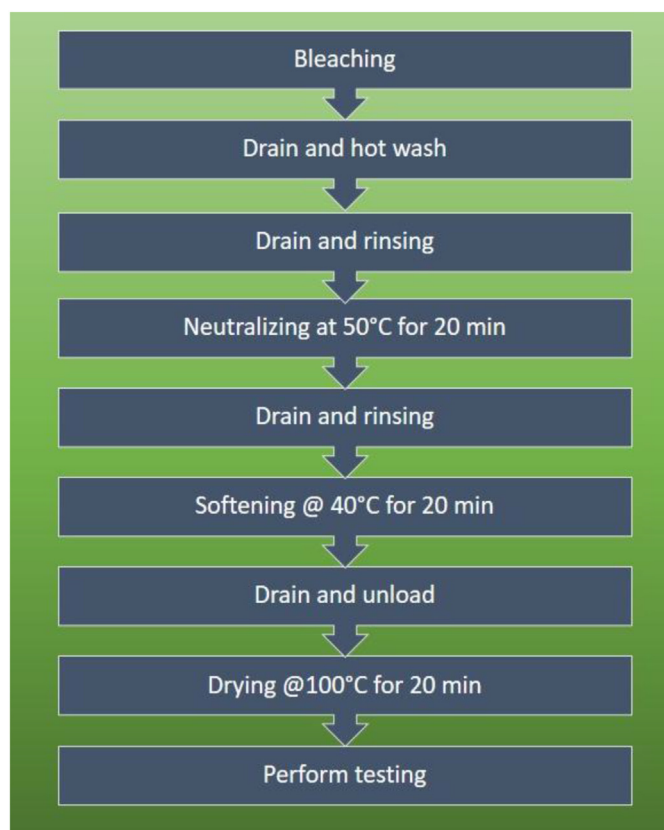 Bleaching
Drain and hot wash
Drain and rinsing
Neutralizing at 50°C for 20 min
Drain and rinsing
Softening @ 40°C for 20 min
Drain and unload
Drying @100°C for 20 min
Perform testing